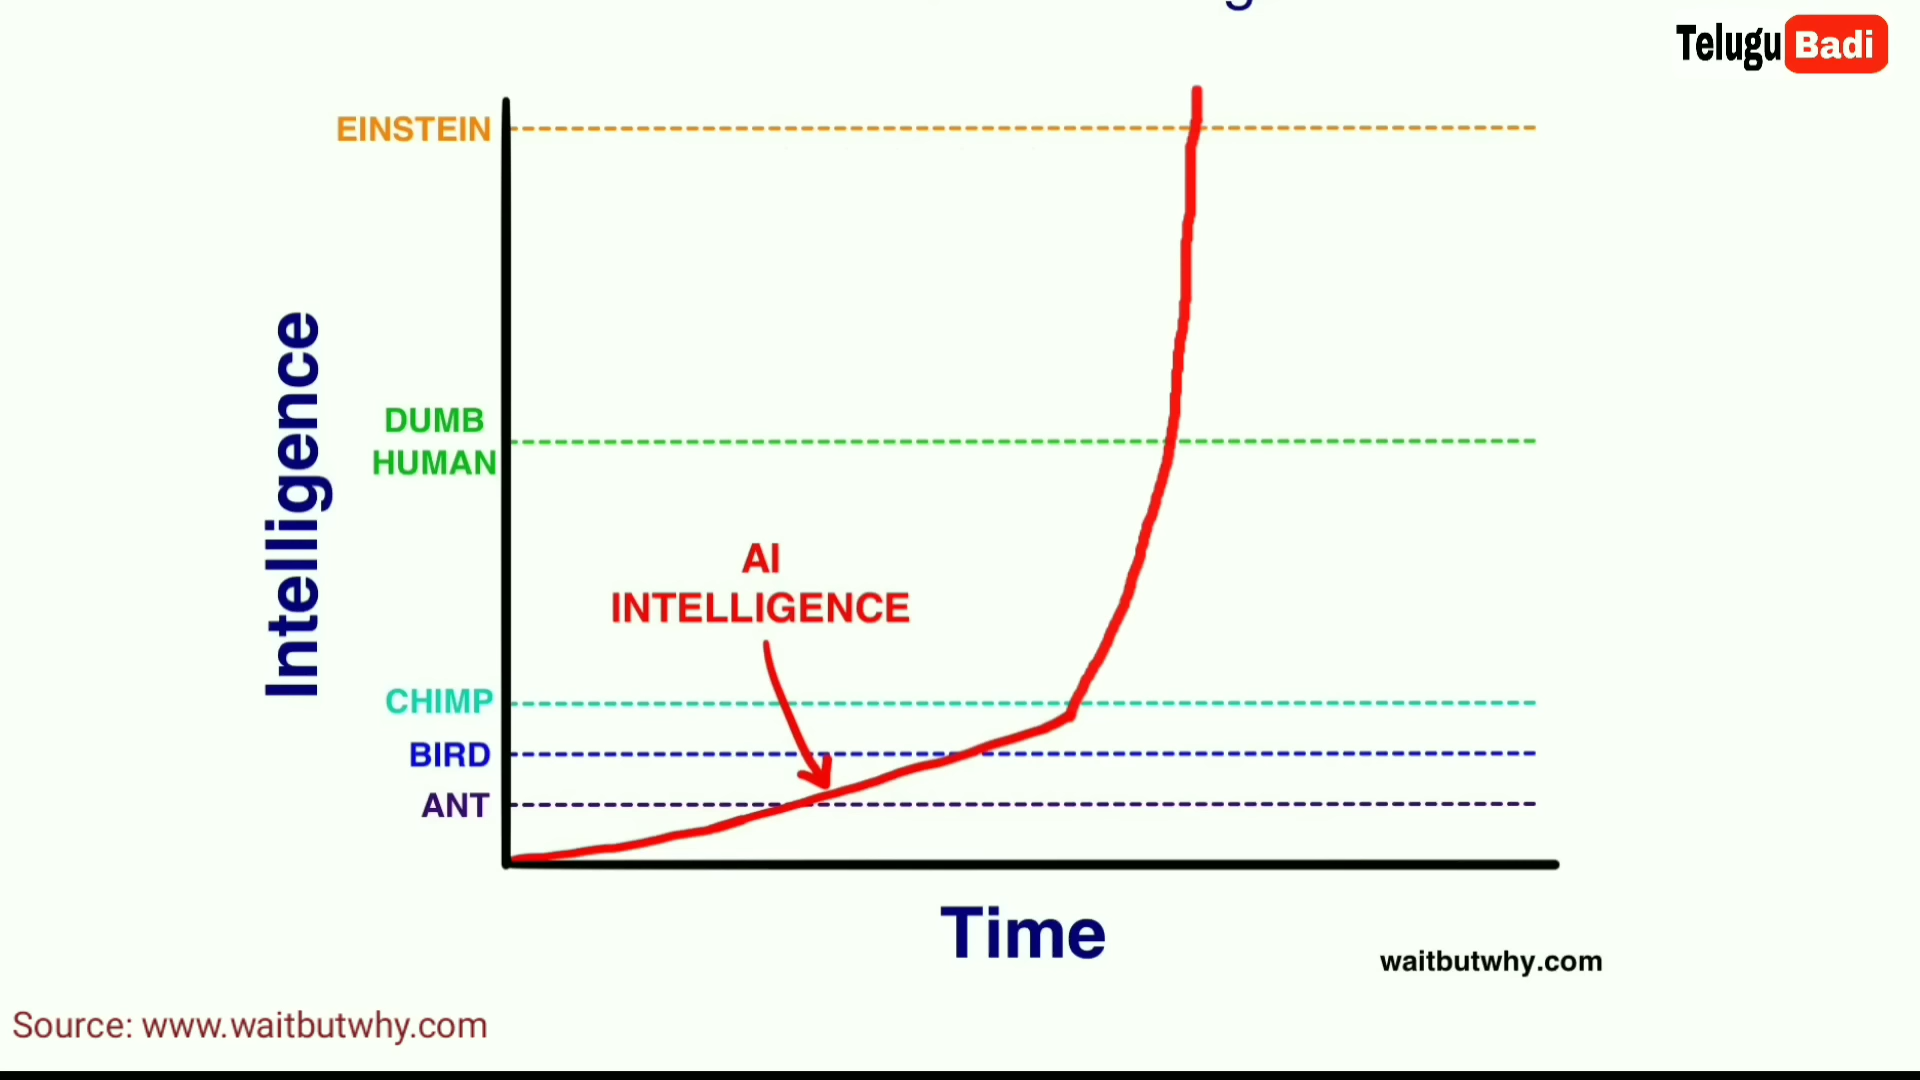 Telugu Badi
EINSTEIN
DUMB
HUMAN
Intelligence
AI
INTELLIGENCE
CHIMP
BIRD
ANT
Time
waitbutwhy.com
Source: www.waitbutwhy.com